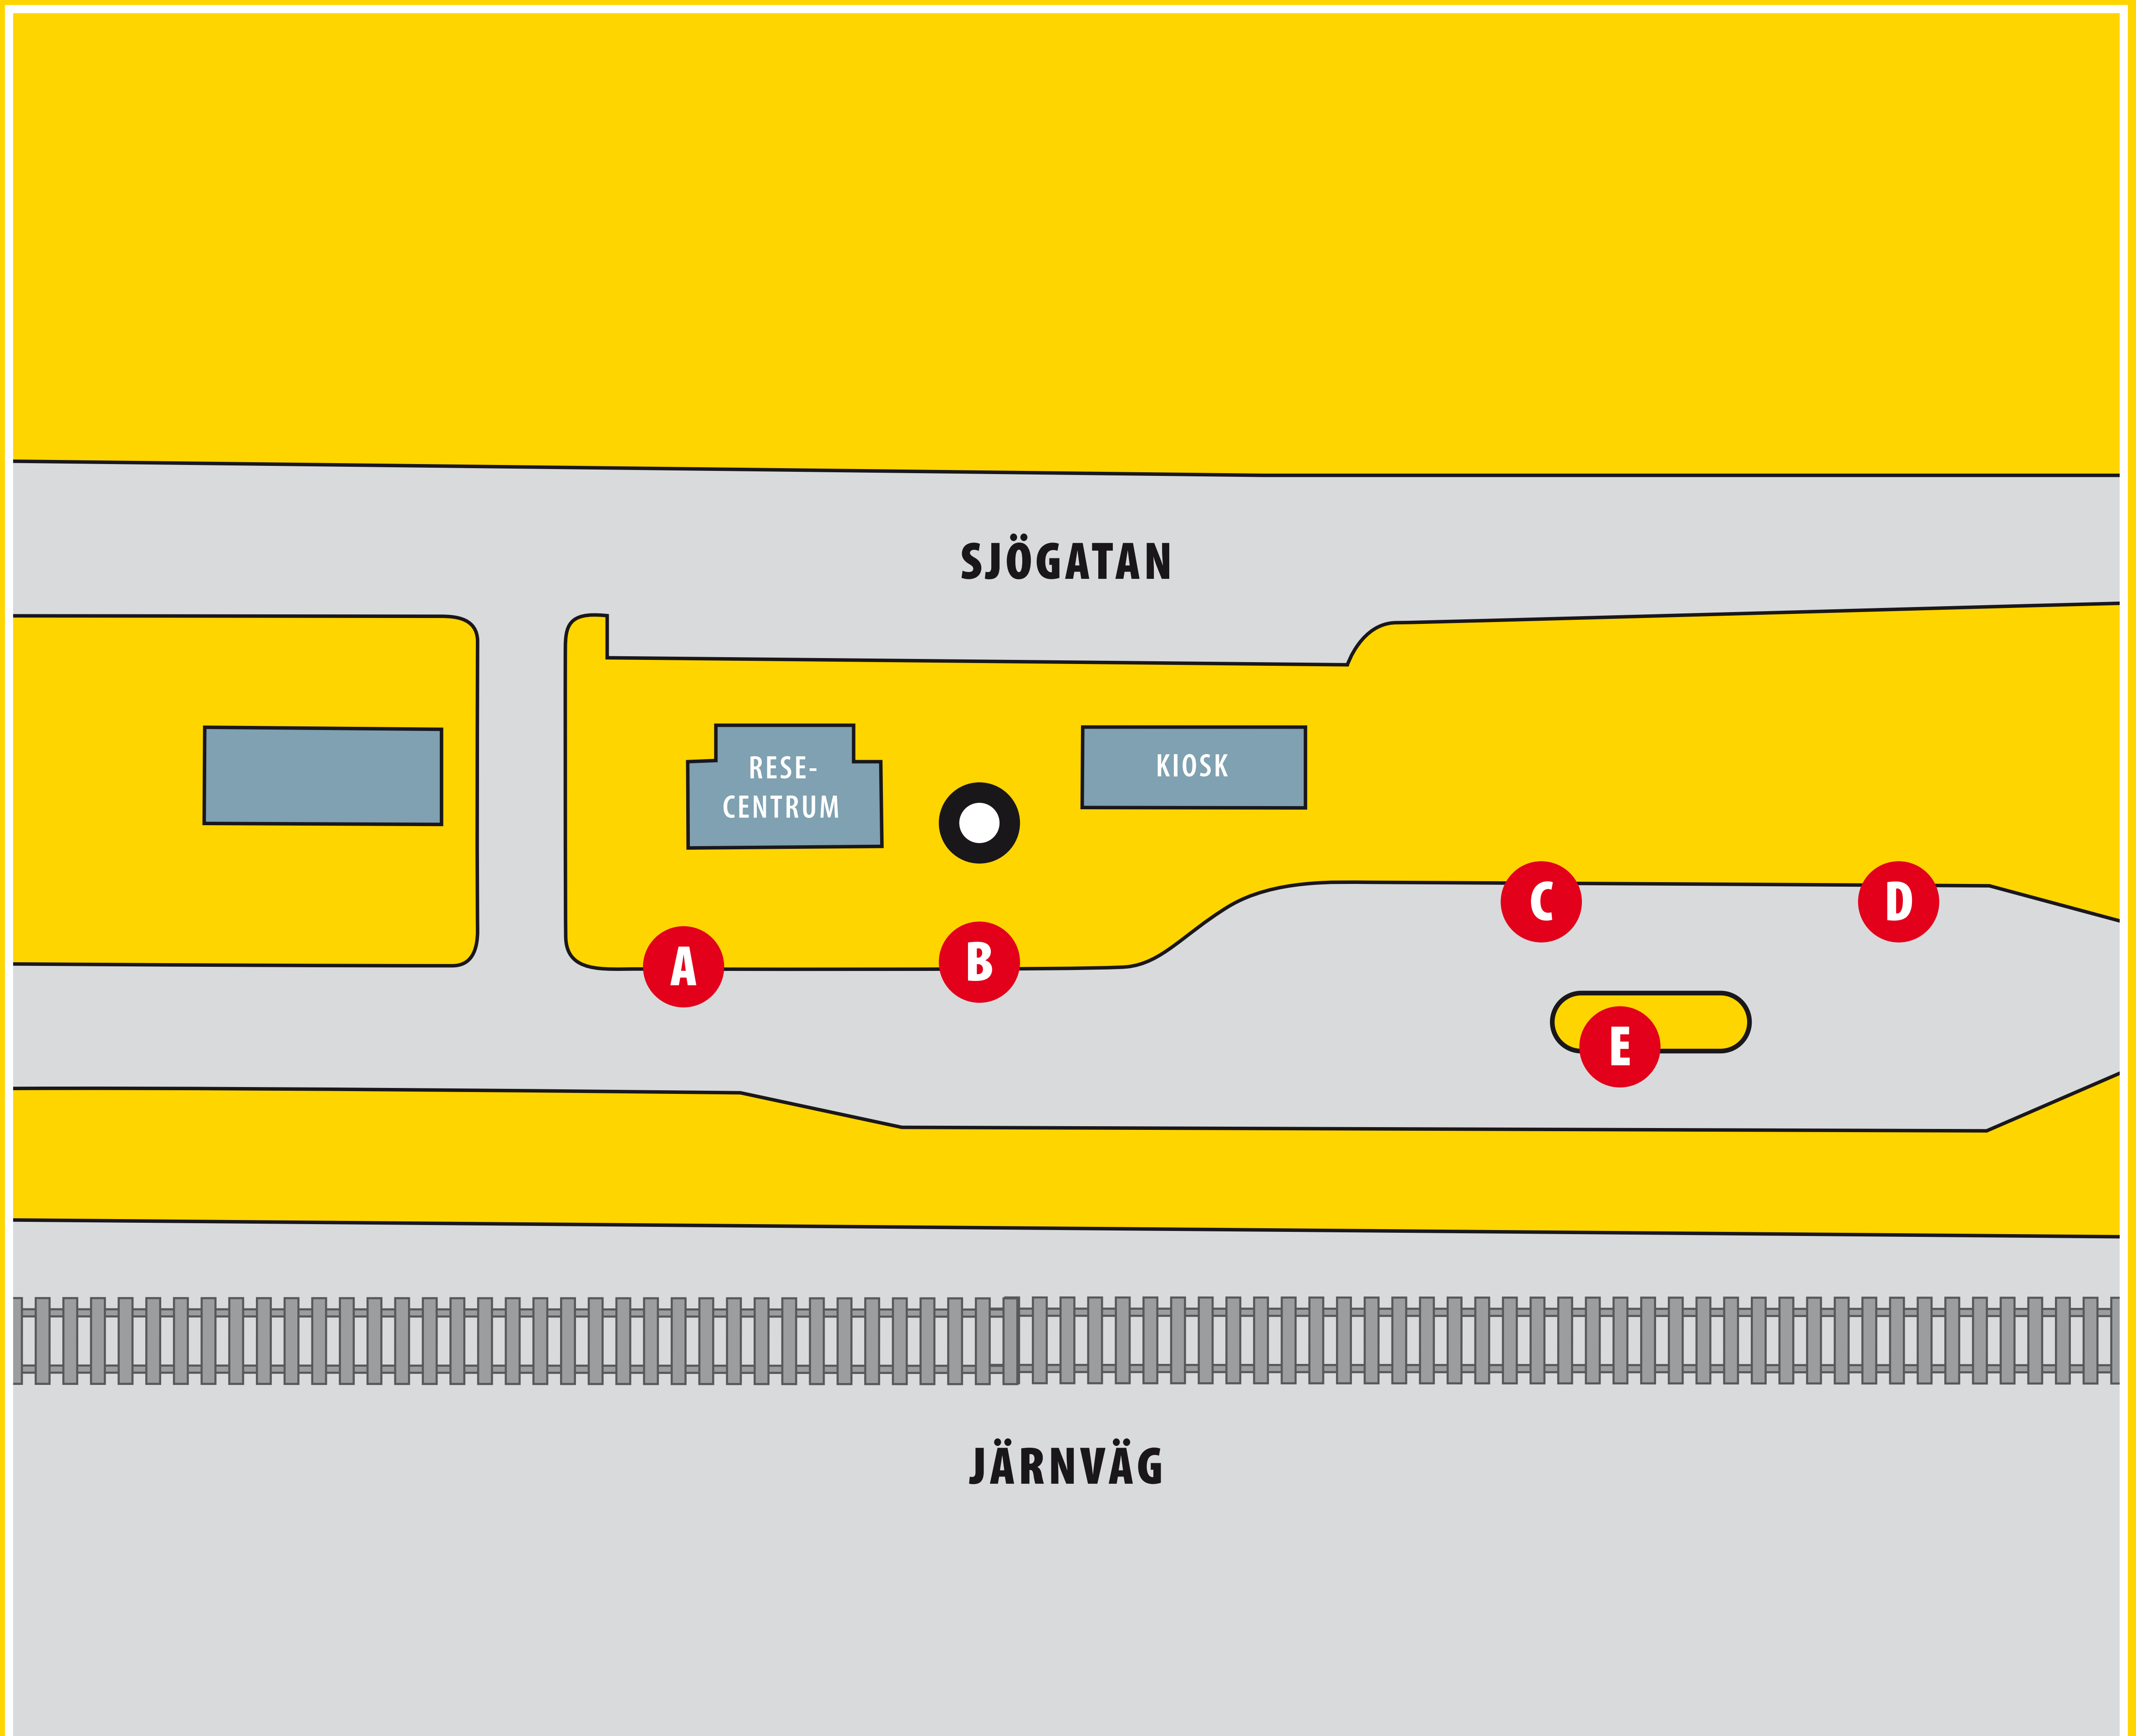 SJÖGATAN
RESE-
CENTRUM
KIOSK
A
B
C
D
E
JÄRNVÄG